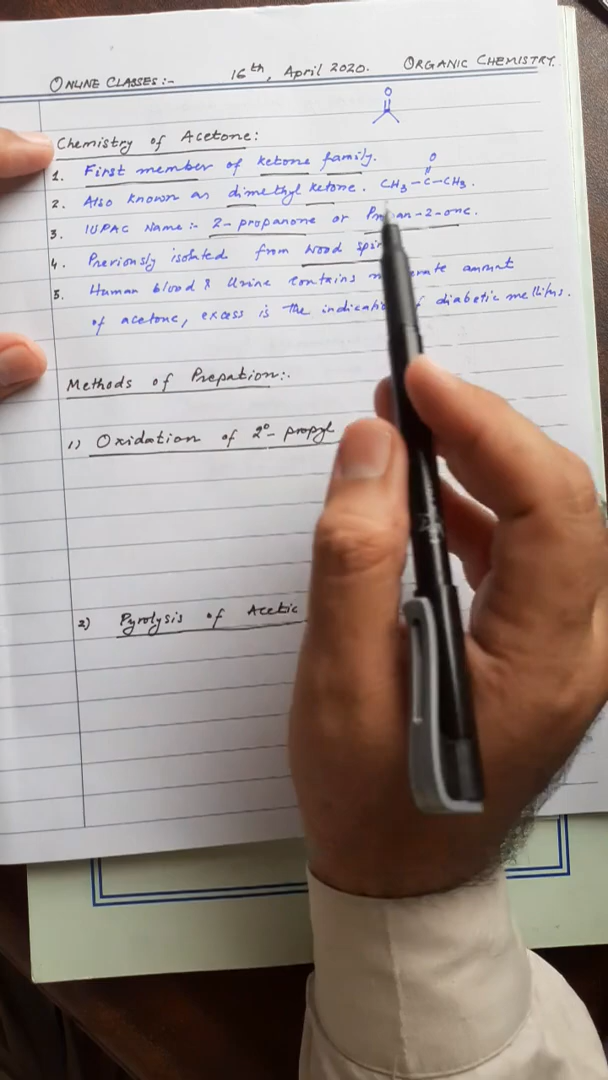 ONLINE CLASSES:- 16th, April 2020. ORGANIC CHEMISTRY.
O
Chemistry of Acetone:
1. First member of ketone family.
O
2. Also known as dimethyl ketone. CH3-C-CH3.
3. IUPAC Name:- 2-propanone or -2-one.
4. Previously isolated from wood
5. Human blood & Urine contains amount
of acetone, excess is the diabetic mellitus.
Methods of Prepation:.
1) Oxidation of 2°- propyl
2) Pyrolysis of Acetic